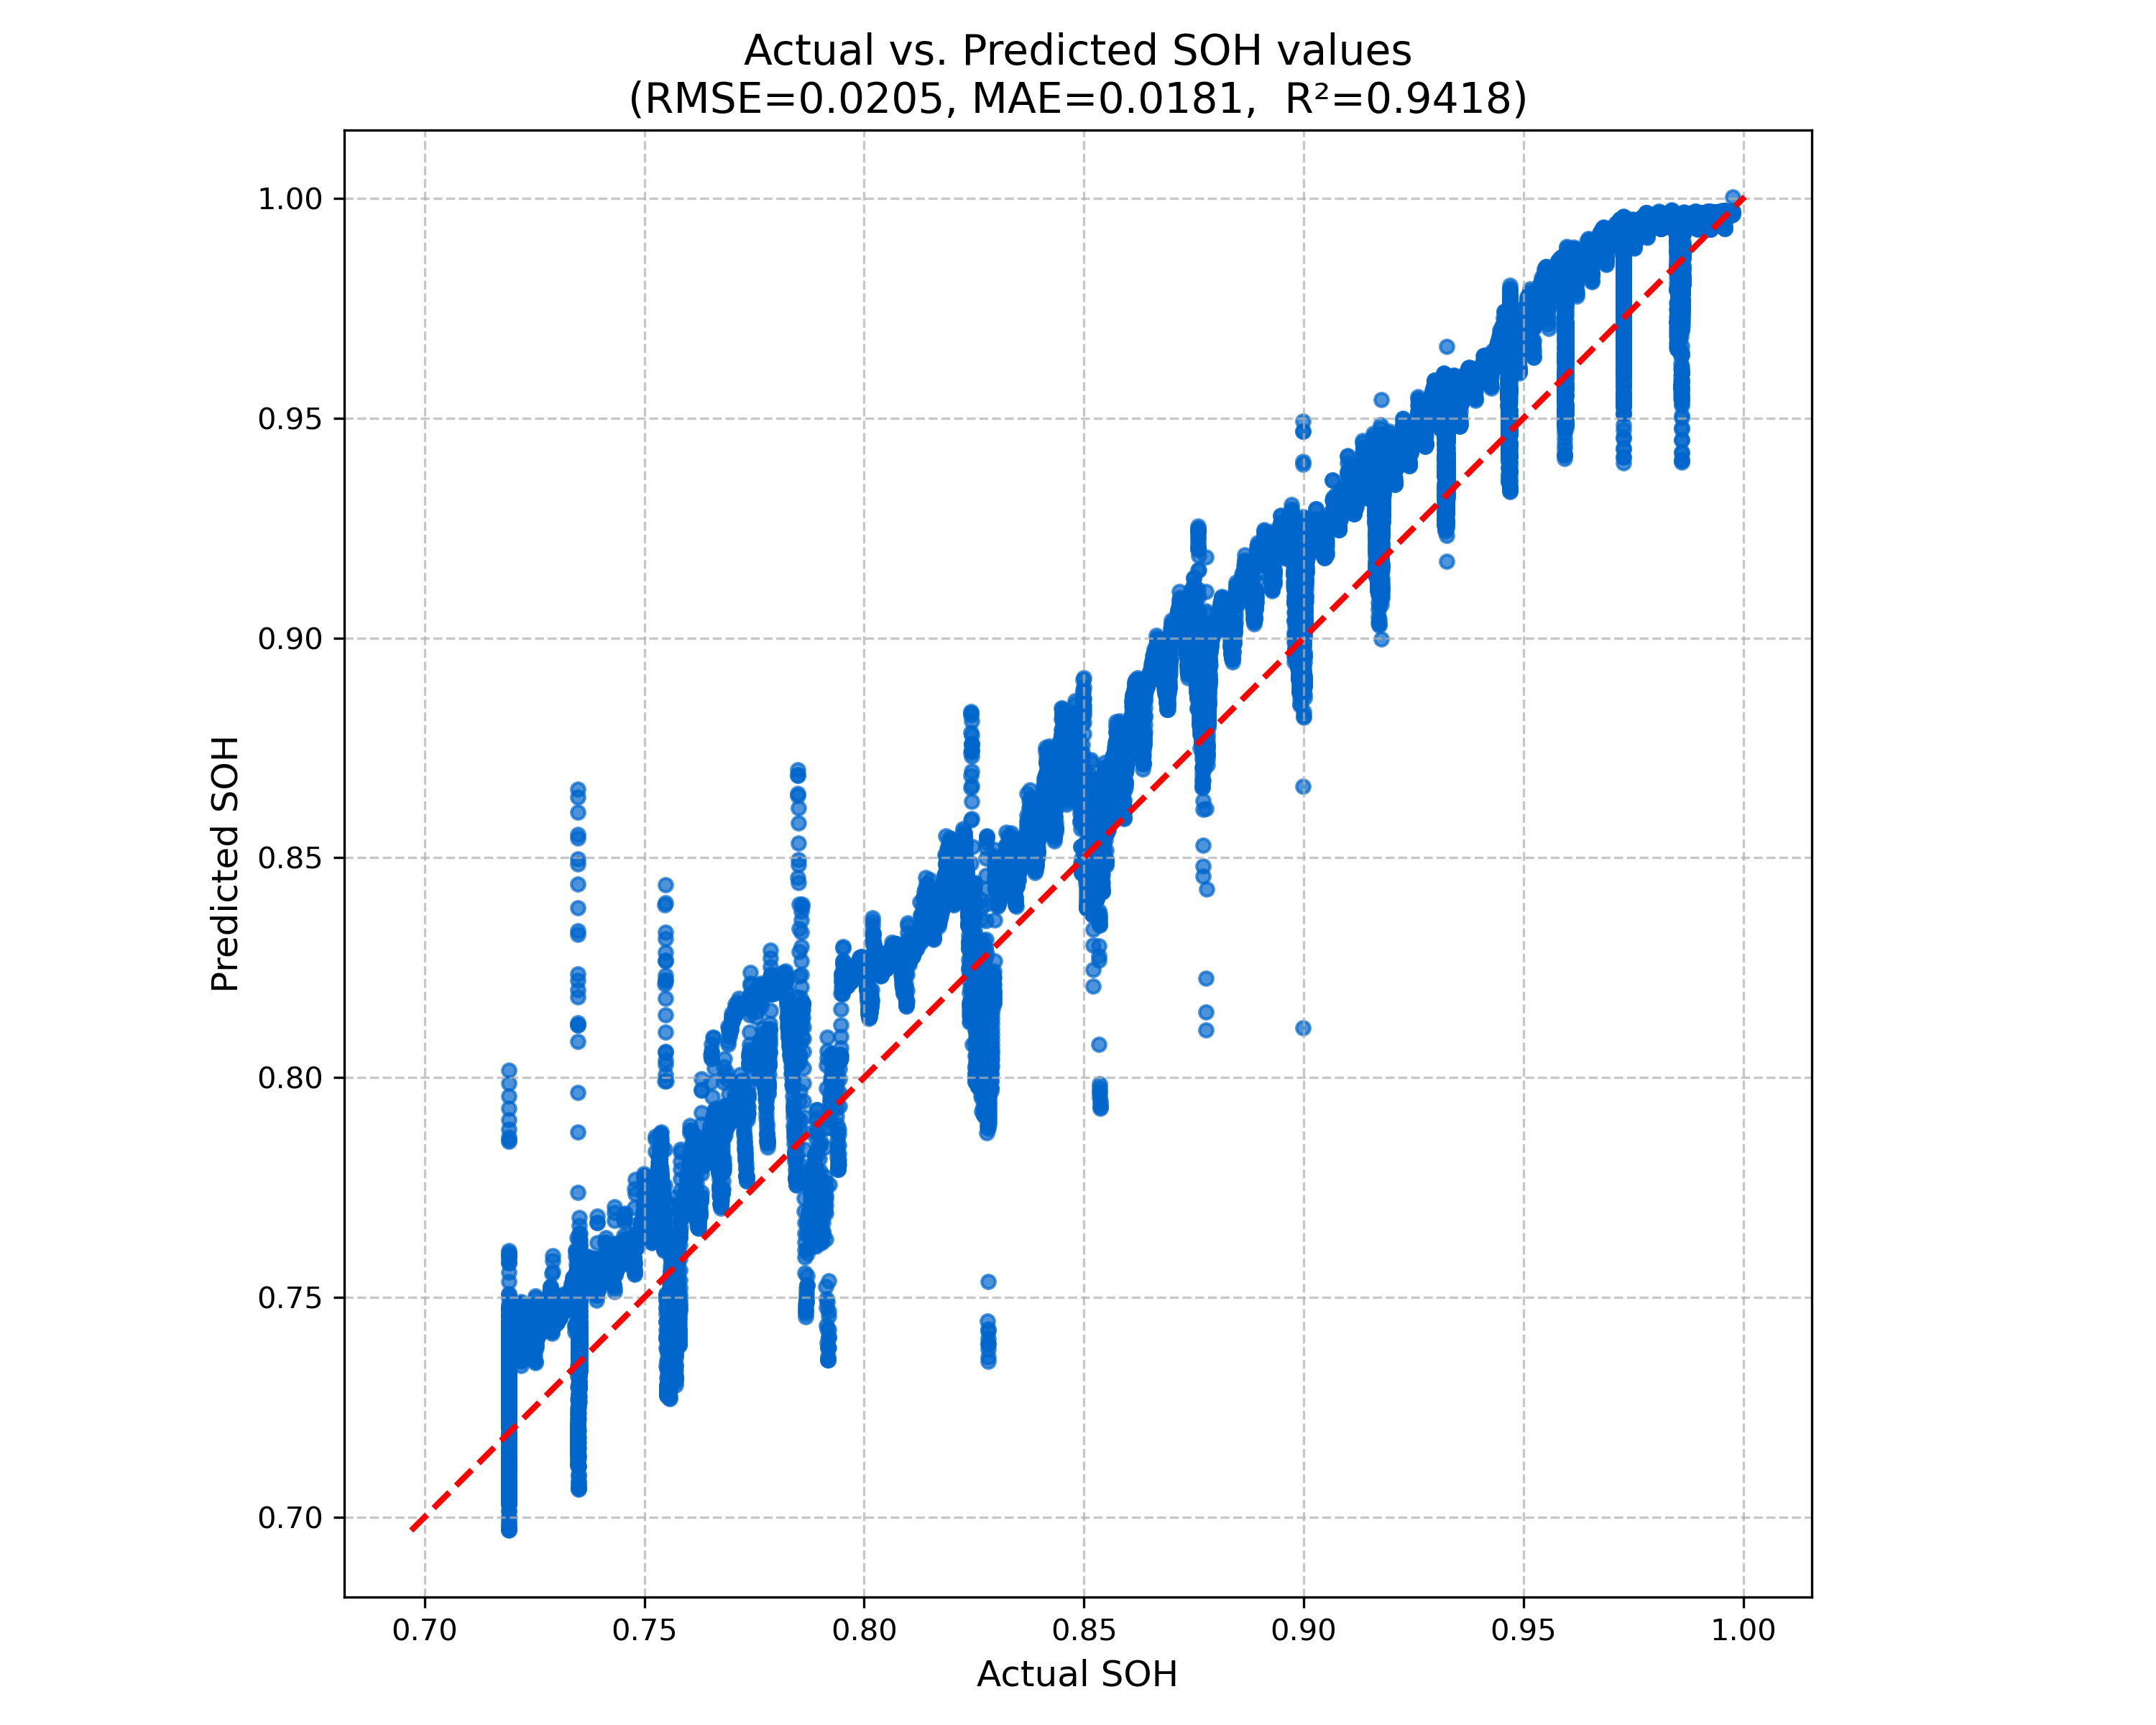 Actual vs. Predicted SOH values
(RMSE=0.0205, MAE=0.0181,  R²=0.9418)
1.00
0.95
0.90
0.85
0.80
0.75
0.70
Predicted SOH
0.70 0.75 0.80 0.85 0.90 0.95 1.00
Actual SOH